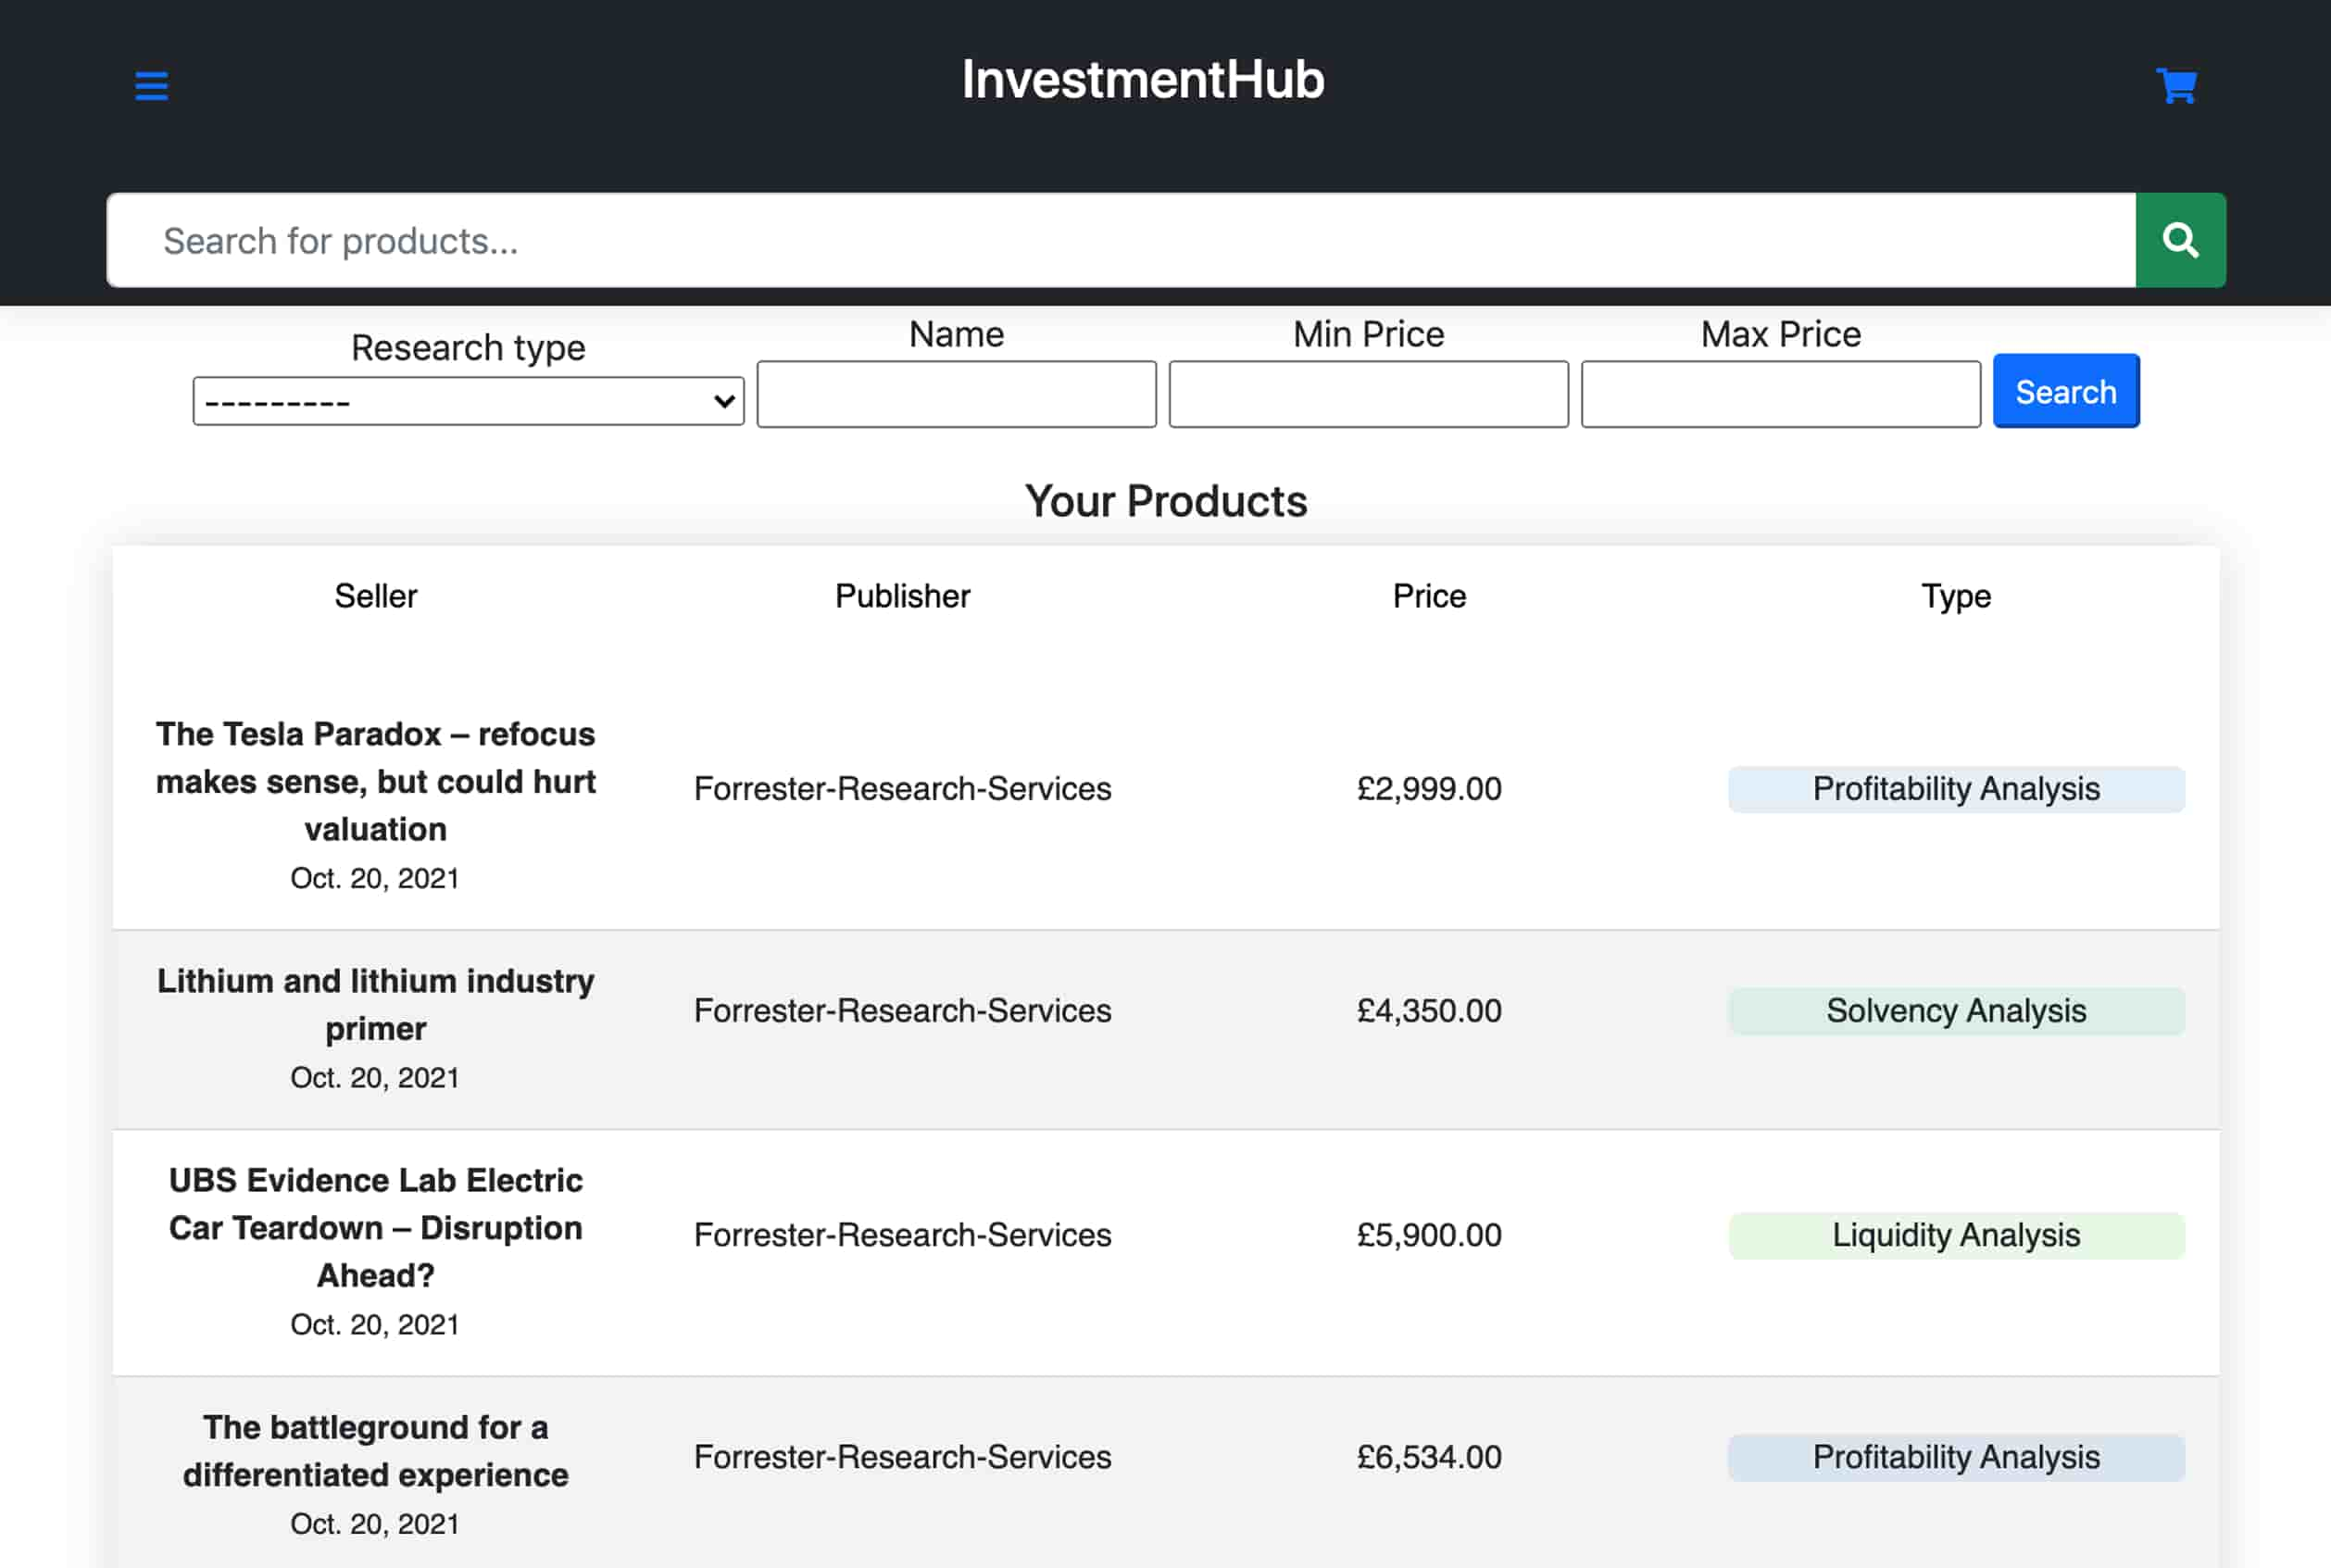 InvestmentHub
Search for products...
Research type
Name
Min Price
Max Price
---------
Search
Your Products
Seller
Publisher
Price
Type
The Tesla Paradox – refocus
makes sense, but could hurt
valuation
Oct. 20, 2021
Forrester-Research-Services
£2,999.00
Profitability Analysis
Lithium and lithium industry
primer
Oct. 20, 2021
Forrester-Research-Services
£4,350.00
Solvency Analysis
UBS Evidence Lab Electric
Car Teardown – Disruption
Ahead?
Oct. 20, 2021
Forrester-Research-Services
£5,900.00
Liquidity Analysis
The battleground for a
differentiated experience
Oct. 20, 2021
Forrester-Research-Services
£6,534.00
Profitability Analysis